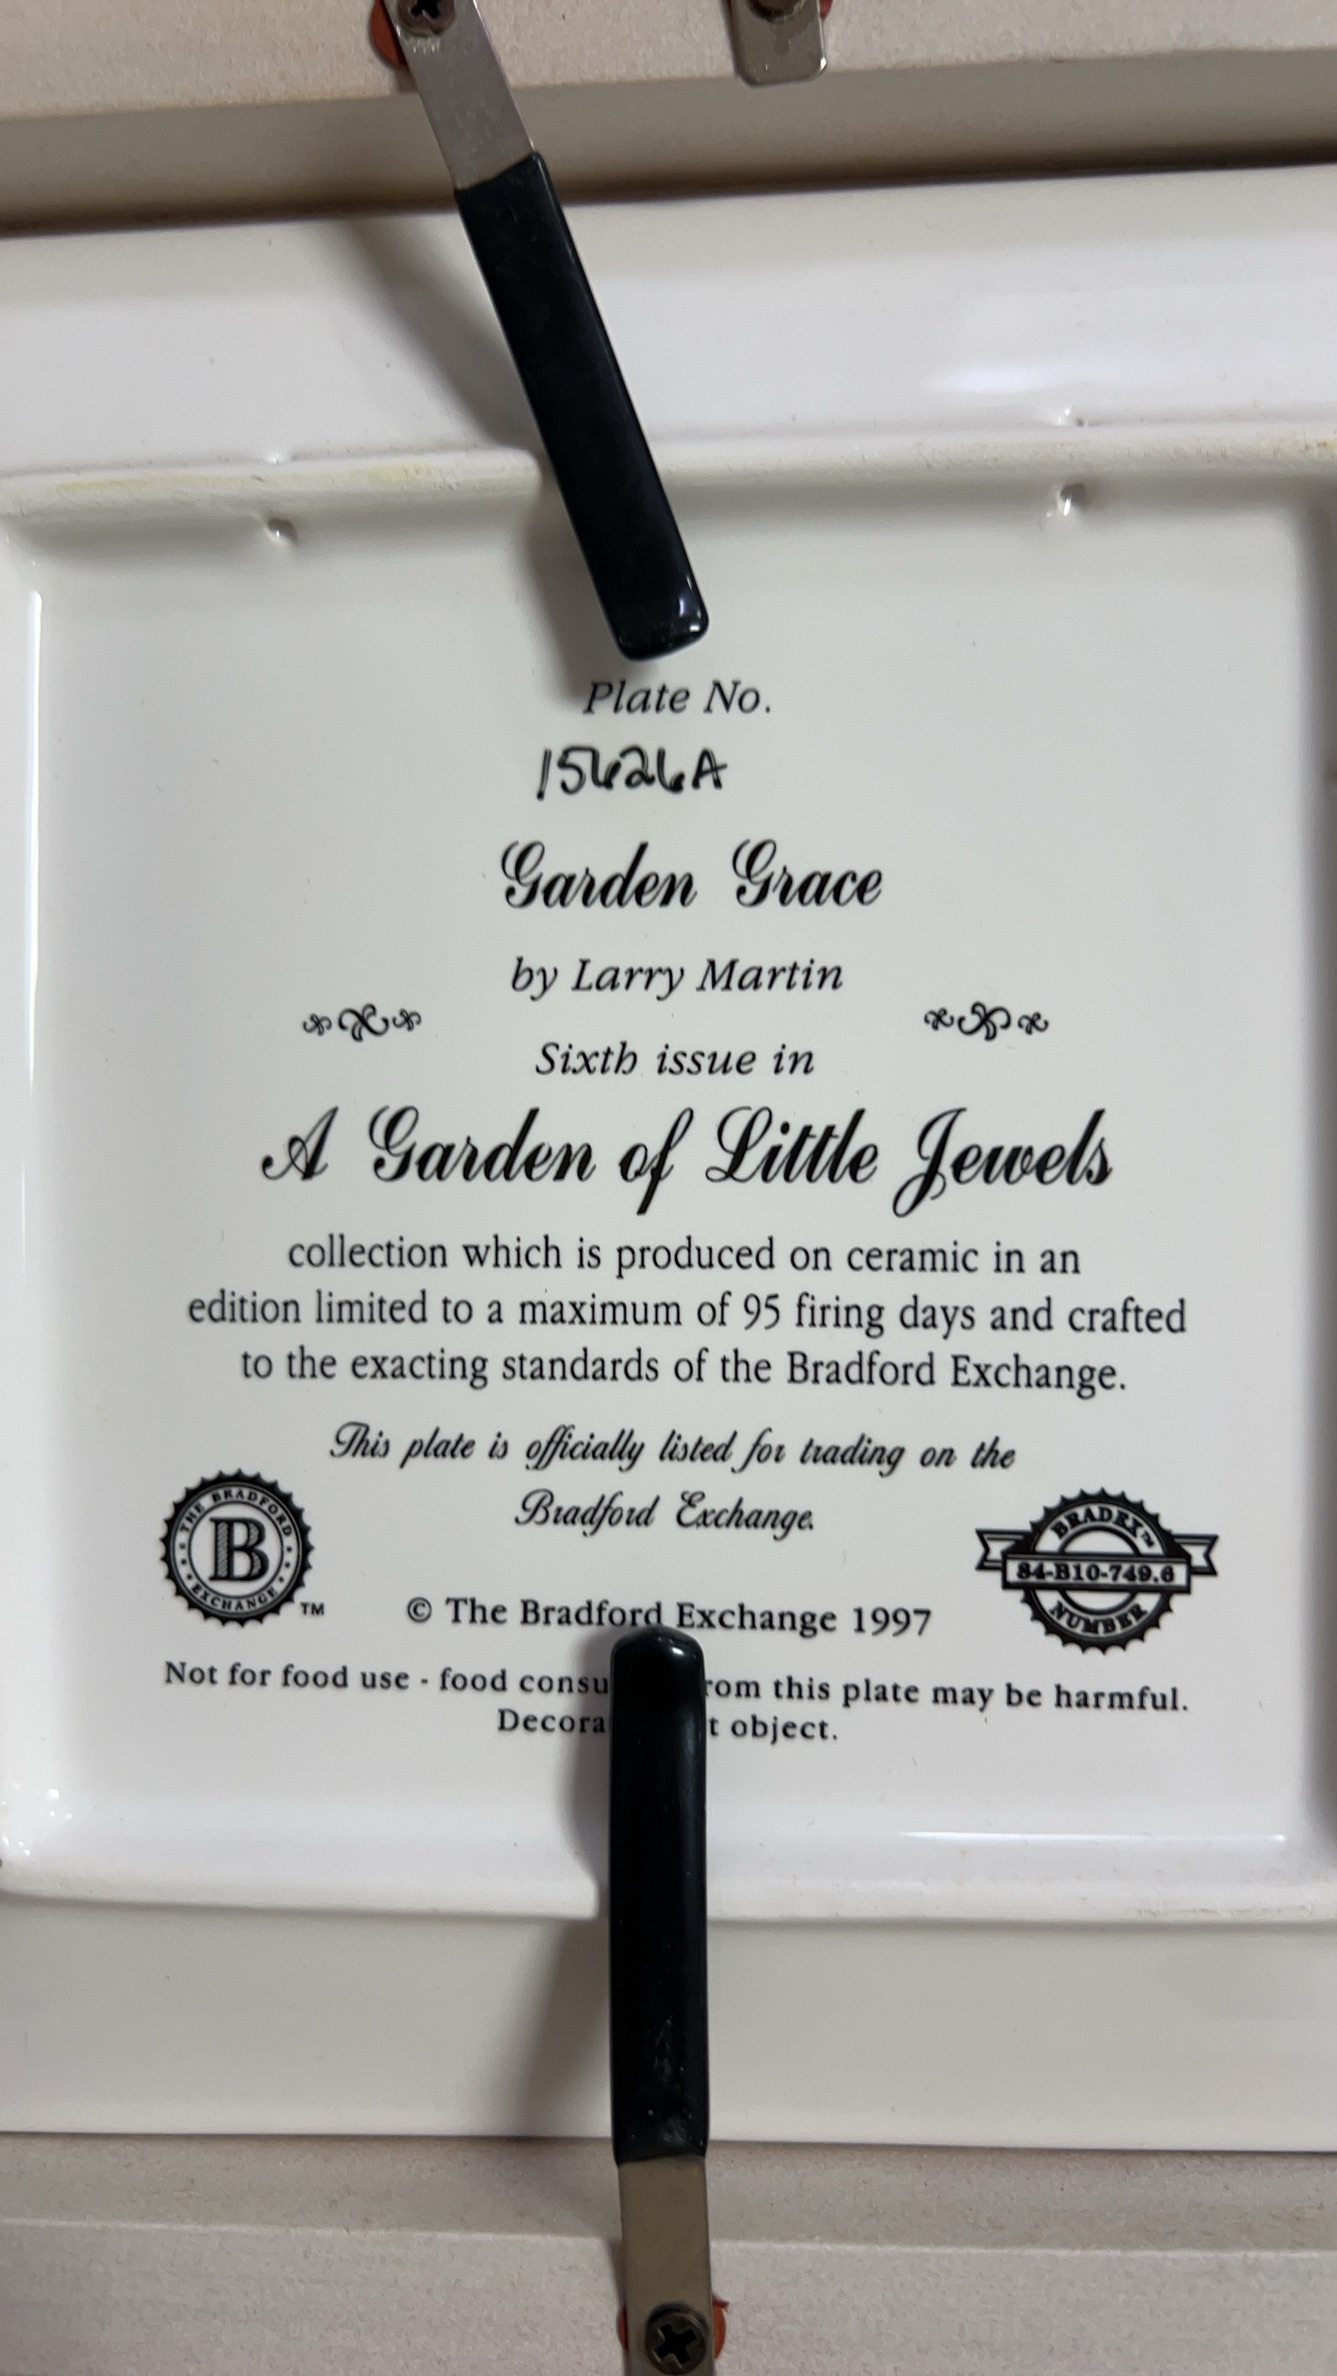 Plate No.
15626A
Garden Grace
by Larry Martin
Sixth issue in
A Garden of Little Jewels
collection which is produced on ceramic in an
edition limited to a maximum of 95 firing days and crafted
to the exacting standards of the Bradford Exchange.
This plate is officially listed for trading on the
Bradford Exchange.
THE BRADFORD
B
EXCHANGE
TM
BRADEX™
84-B10-749.6
NUMBER
© The Bradford Exchange 1997
Not for food use - food this plate may be harmful.
object.